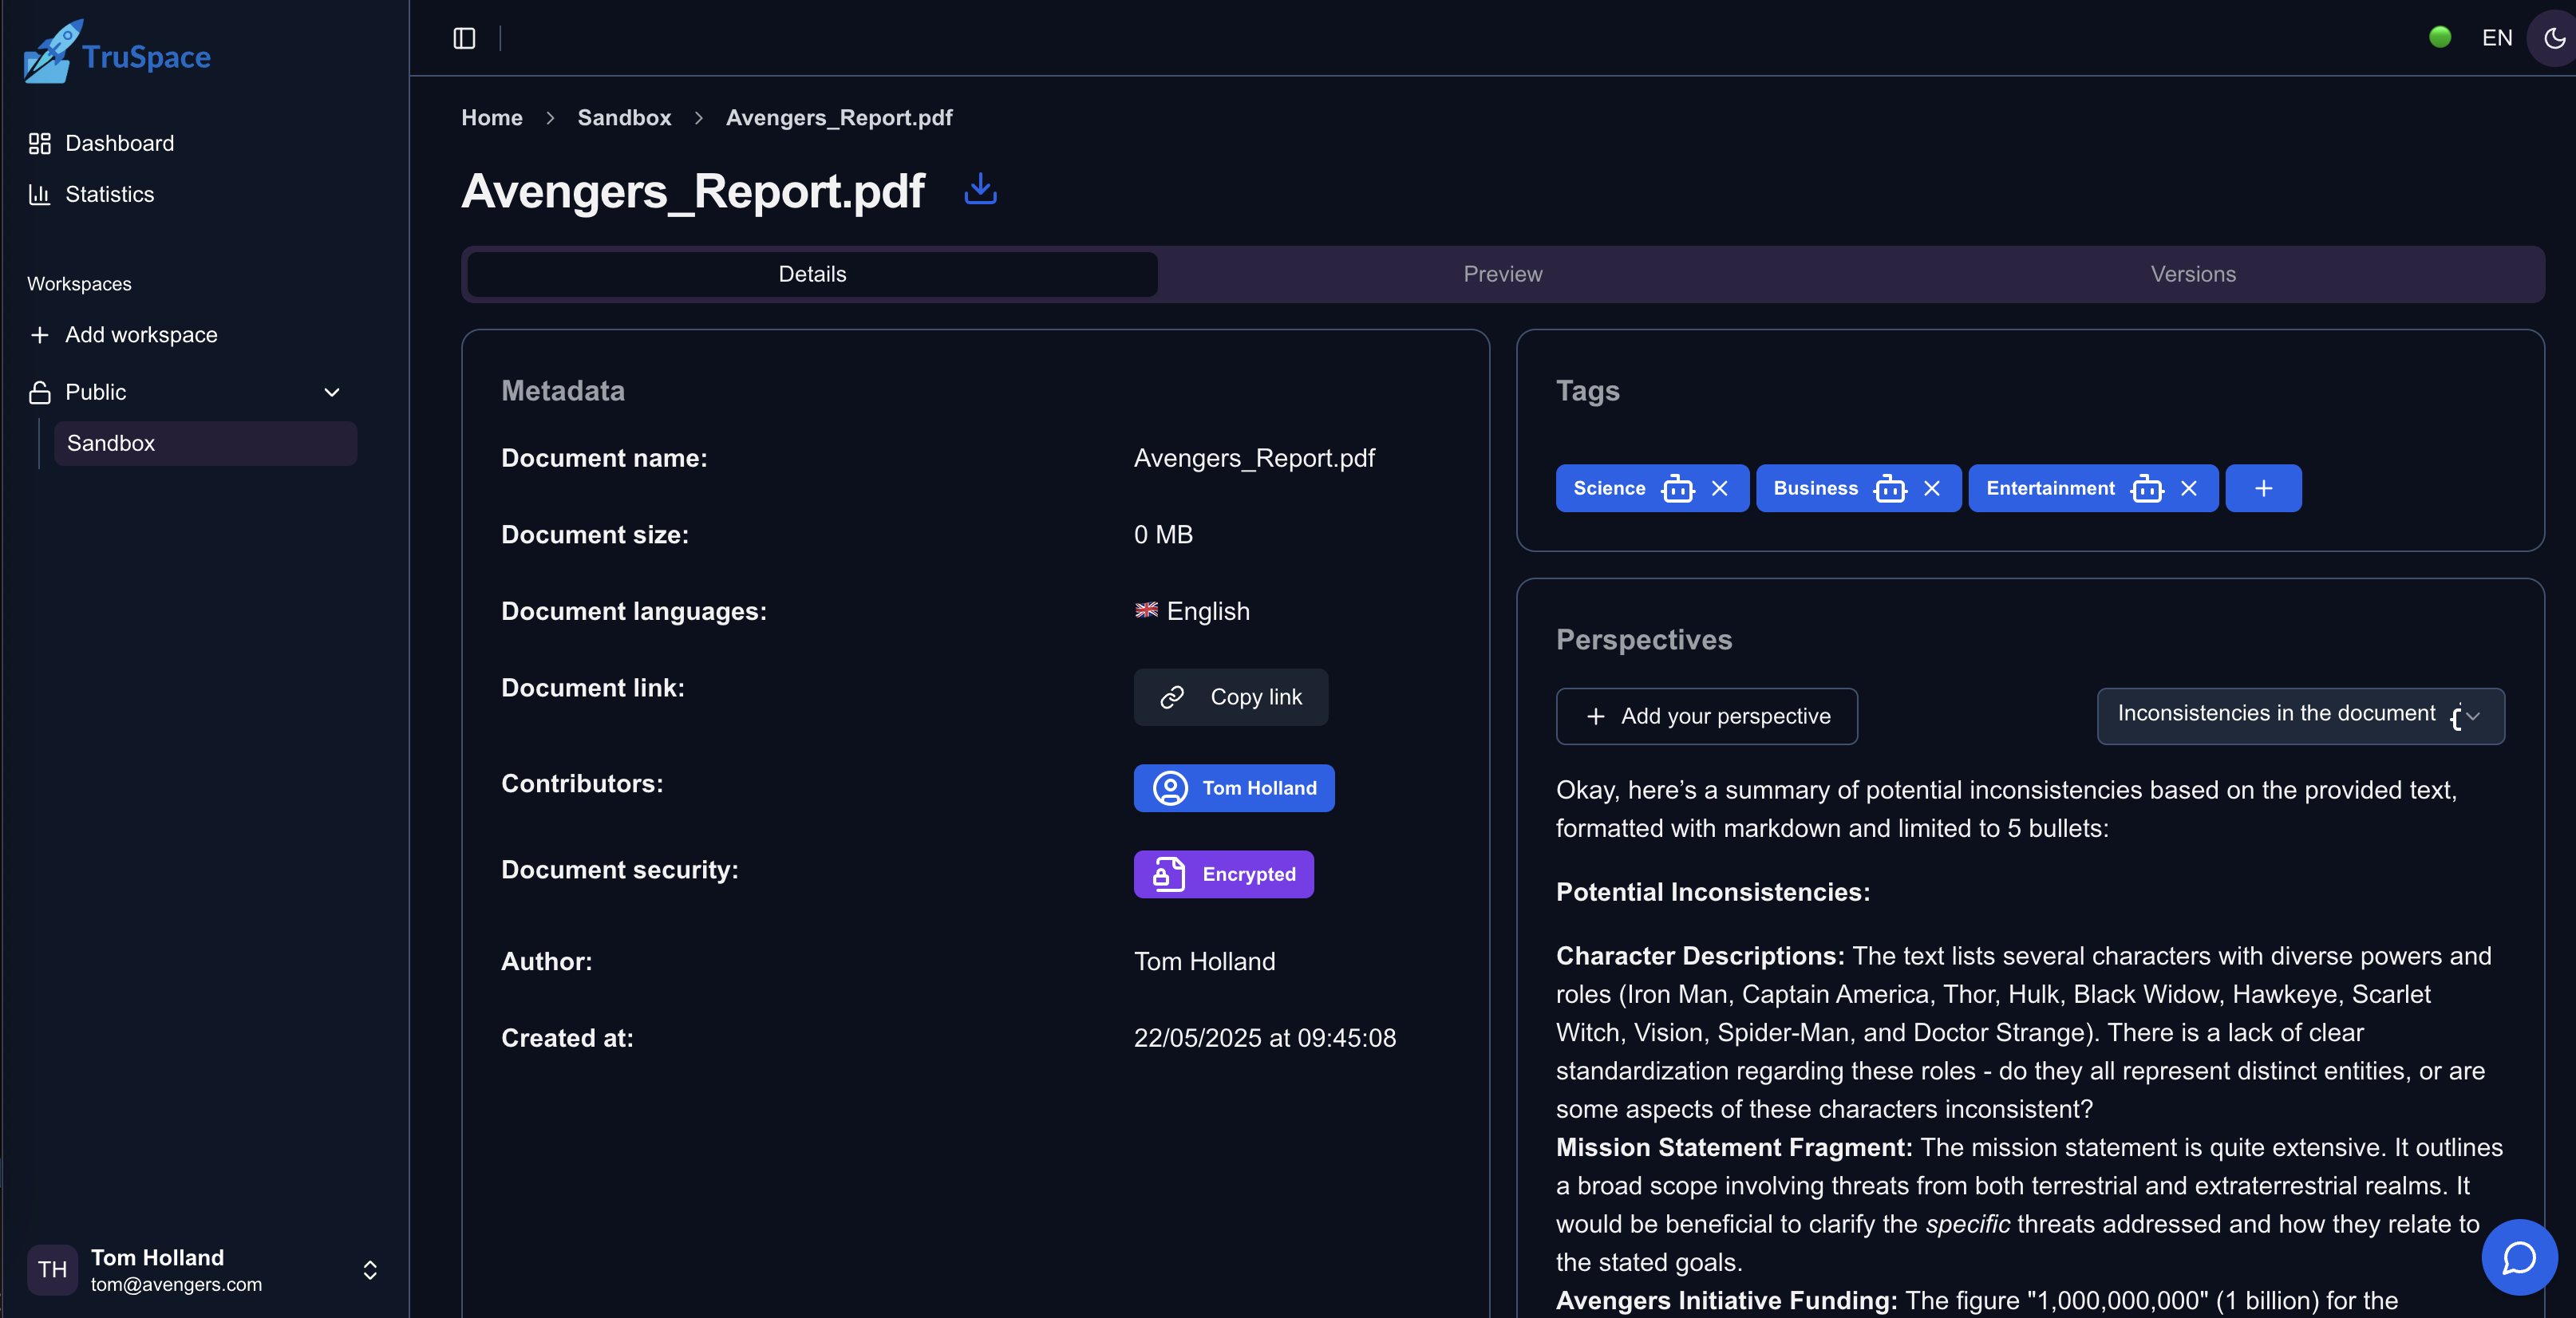 TruSpace
Dashboard
Statistics
Workspaces
Add workspace
Public
Sandbox
TH
Tom Holland
tom@avengers.com
EN
Home > Sandbox > Avengers_Report.pdf
Avengers_Report.pdf
Details
Preview
Versions
Metadata
Document name: Avengers_Report.pdf
Document size: 0 MB
Document languages: 🇬🇧 English
Document link: Copy link
Contributors: Tom Holland
Document security: Encrypted
Author: Tom Holland
Created at: 22/05/2025 at 09:45:08
Tags
Science
Business
Entertainment
Perspectives
Add your perspective
Inconsistencies in the document
Okay, here’s a summary of potential inconsistencies based on the provided text,
formatted with markdown and limited to 5 bullets:
Potential Inconsistencies:
Character Descriptions: The text lists several characters with diverse powers and
roles (Iron Man, Captain America, Thor, Hulk, Black Widow, Hawkeye, Scarlet
Witch, Vision, Spider-Man, and Doctor Strange). There is a lack of clear
standardization regarding these roles - do they all represent distinct entities, or are
some aspects of these characters inconsistent?
Mission Statement Fragment: The mission statement is quite extensive. It outlines
a broad scope involving threats from both terrestrial and extraterrestrial realms. It
would be beneficial to clarify the specific threats addressed and how they relate to
the stated goals.
Avengers Initiative Funding: The figure "1,000,000,000" (1 billion) for the